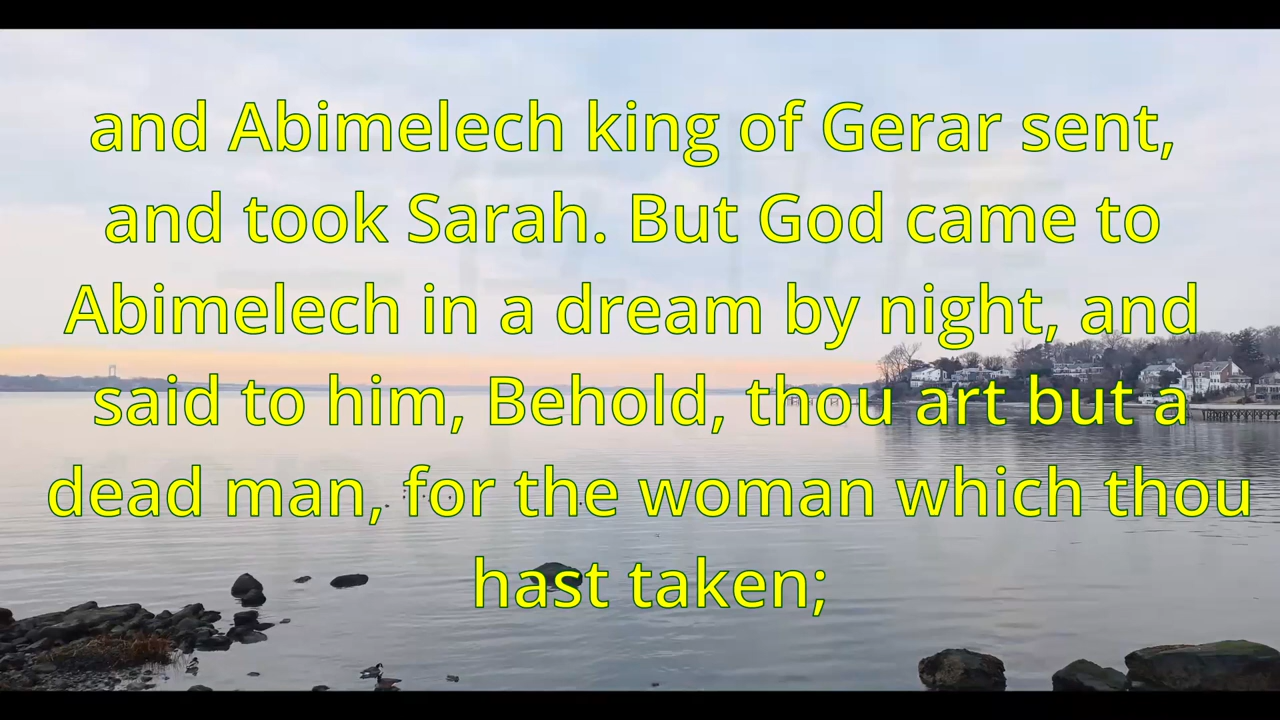 and Abimelech king of Gerar sent,
and took Sarah. But God came to
Abimelech in a dream by night, and
said to him, Behold, thou art but a
dead man, for the woman which thou
hast taken;